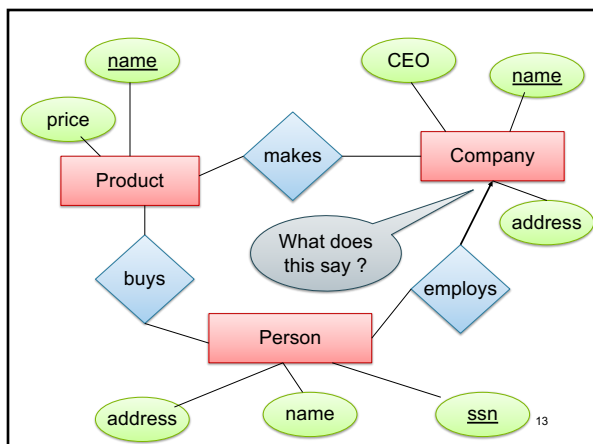 CEO
name
name
price
makes
Company
Product
address
What does
this say ?
buys
employs
Person
address
name
ssn
13